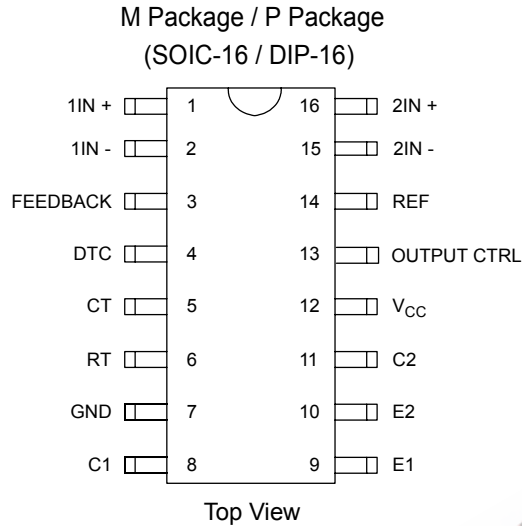 M Package / P Package
(SOIC-16 / DIP-16)
1IN + 1 16 2IN +
1IN - 2 15 2IN -
FEEDBACK 3 14 REF
DTC 4 13 OUTPUT CTRL
CT 5 12 VCC
RT 6 11 C2
GND 7 10 E2
C1 8 9 E1
Top View